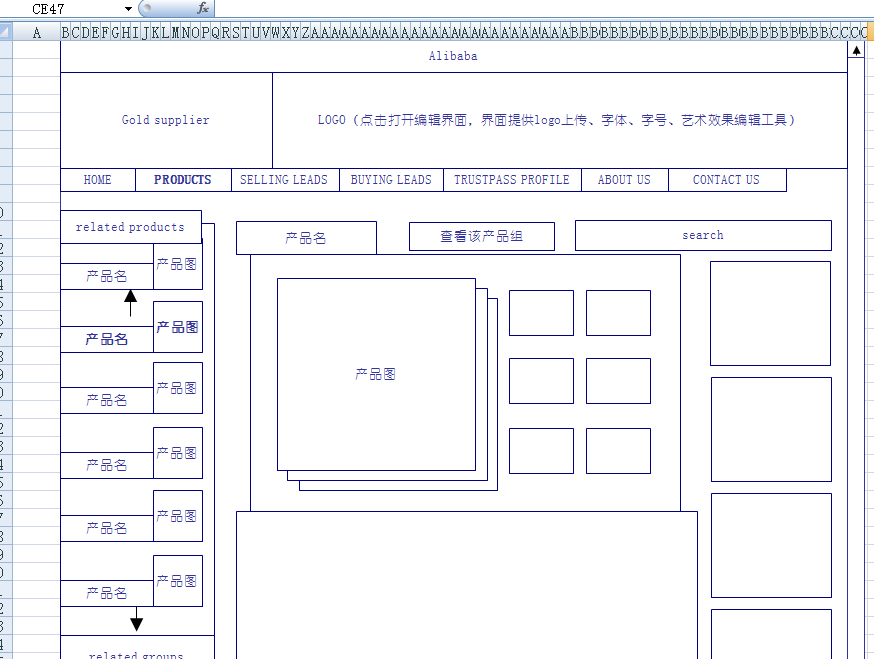 CE47
fx
A BCDEFGHIJKLMNOPQRSTUVWXYZ
Alibaba
Gold supplier
LOGO（点击打开编辑界面，界面提供logo上传、字体、字号、艺术效果编辑工具）
HOME PRODUCTS SELLING LEADS BUYING LEADS TRUSTPASS PROFILE ABOUT US CONTACT US
related products
产品名 查看该产品组 search
产品图
产品名
产品图
产品名
产品图
产品图
产品名
产品图
产品名
产品图
产品名
产品图
产品名
related groups